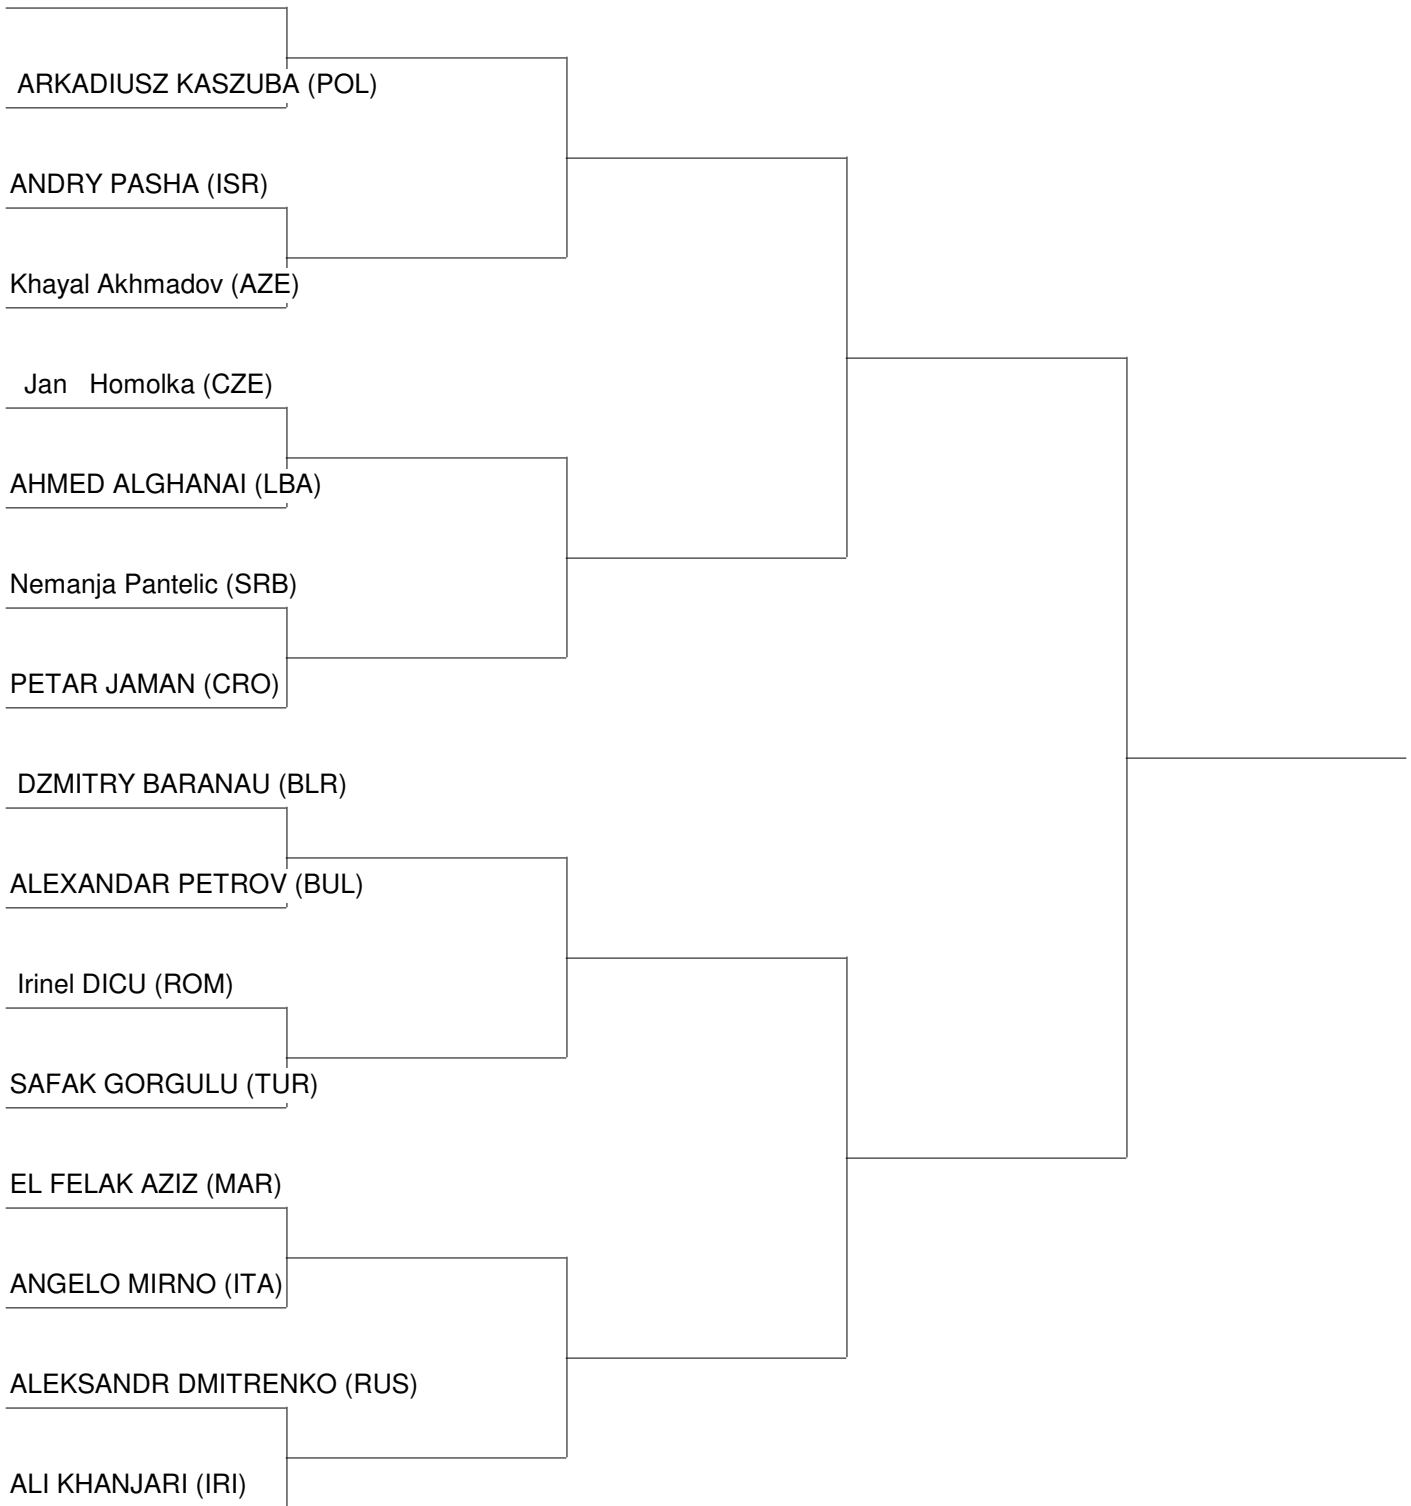 ARKADIUSZ KASZUBA (POL)
ANDRY PASHA (ISR)
Khayal Akhmadov (AZE)
Jan Homolka (CZE)
AHMED ALGHANAI (LBA)
Nemanja Pantelic (SRB)
PETAR JAMAN (CRO)
DZMITRY BARANAU (BLR)
ALEXANDAR PETROV (BUL)
Irinel DICU (ROM)
SAFAK GORGULU (TUR)
EL FELAK AZIZ (MAR)
ANGELO MIRNO (ITA)
ALEKSANDR DMITRENKO (RUS)
ALI KHANJARI (IRI)